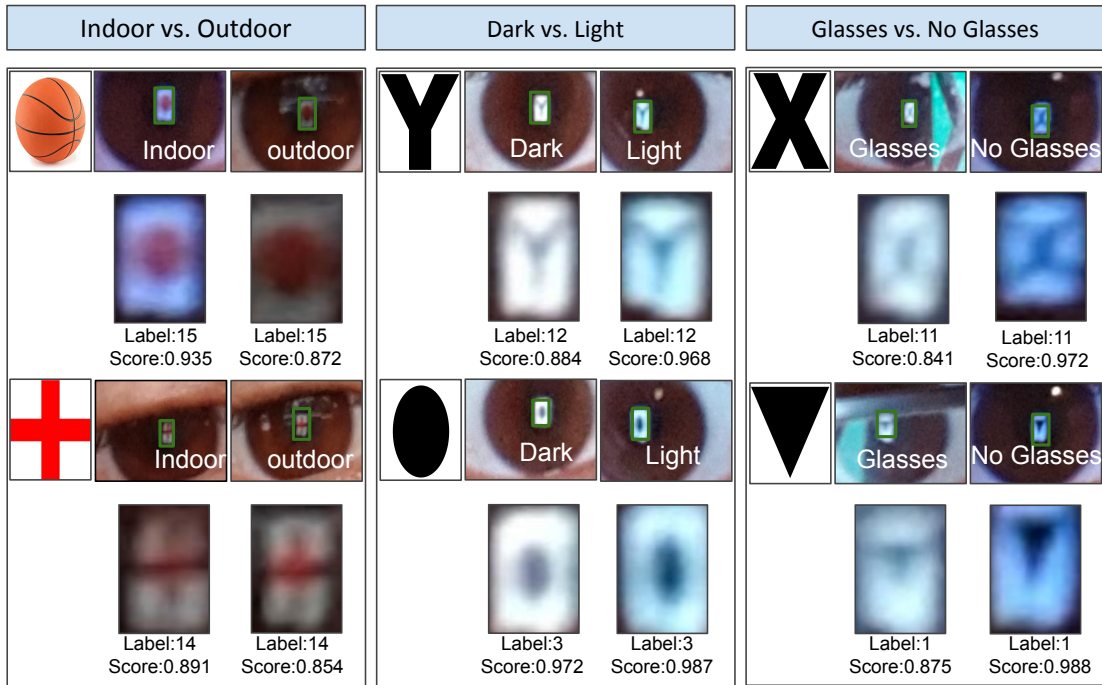 Indoor vs. Outdoor
Dark vs. Light
Glasses vs. No Glasses
Indoor
outdoor
Label:15
Score:0.935
Label:15
Score:0.872
Indoor
outdoor
Label:14
Score:0.891
Label:14
Score:0.854
Y
Dark
Light
Label:12
Score:0.884
Label:12
Score:0.968
Dark
Light
Label:3
Score:0.972
Label:3
Score:0.987
X
Glasses
No Glasses
Label:11
Score:0.841
Label:11
Score:0.972
Glasses
No Glasses
Label:1
Score:0.875
Label:1
Score:0.988